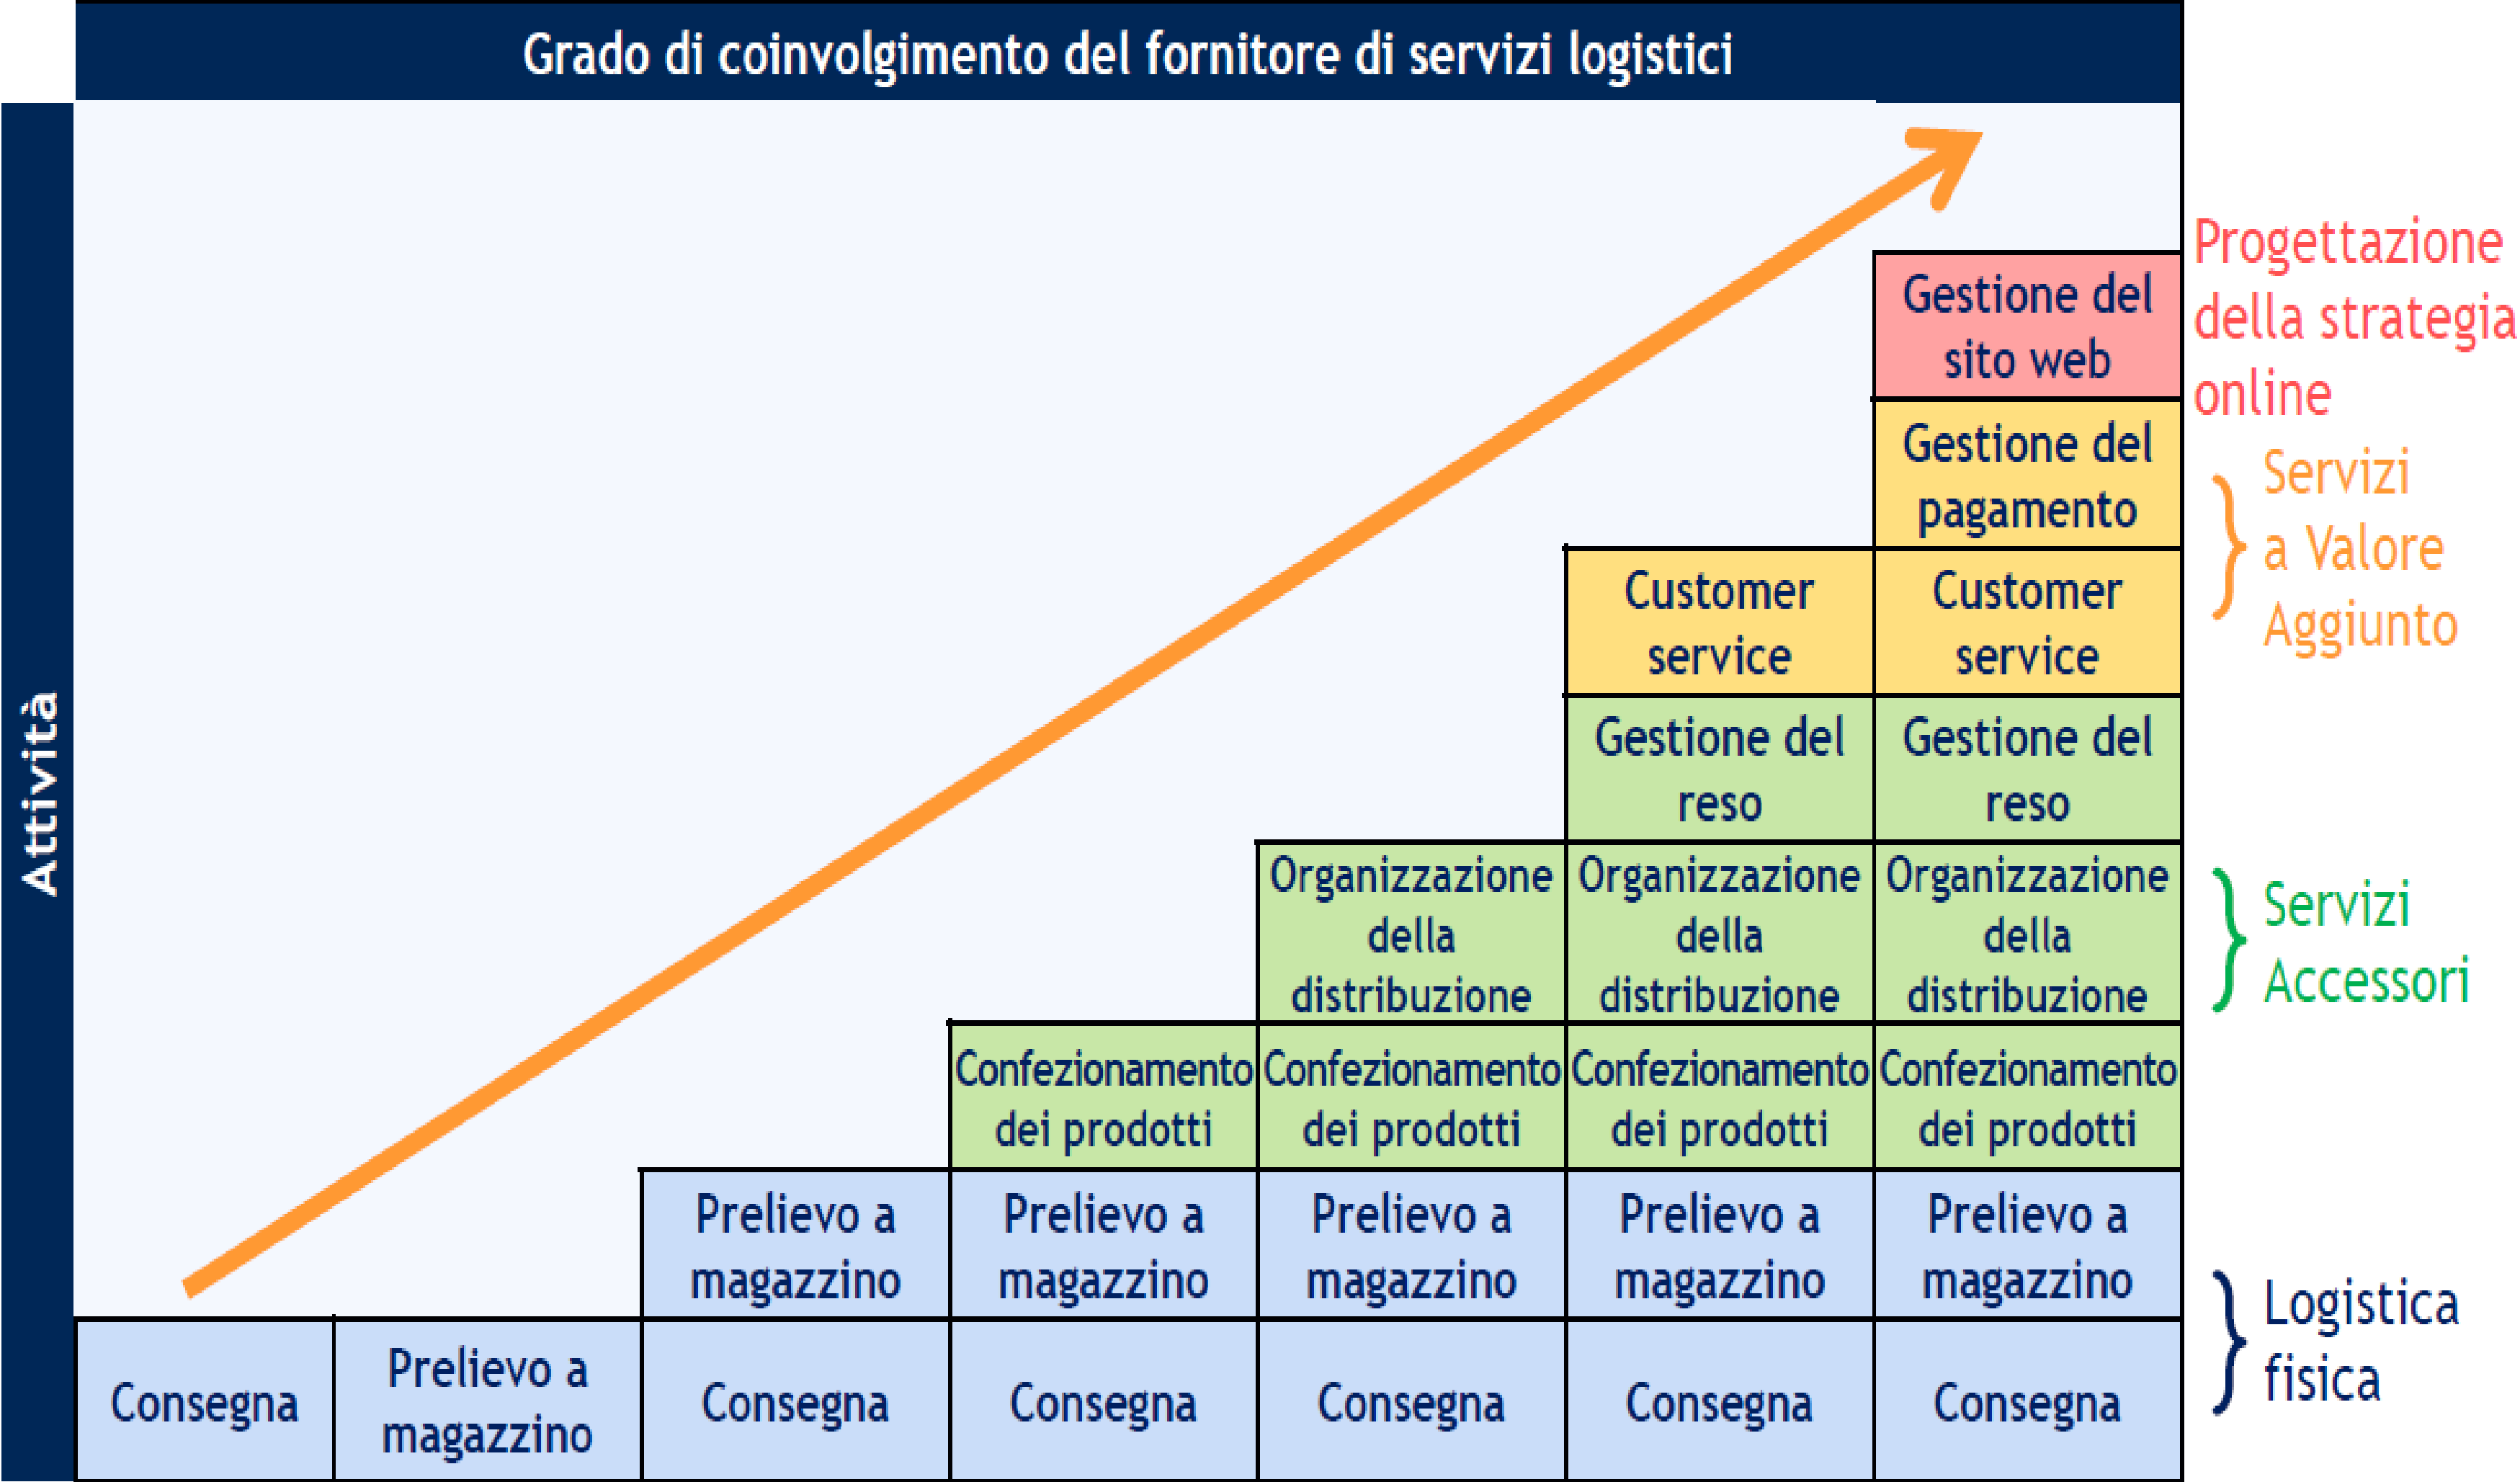 Grado di coinvolgimento del fornitore di servizi logistici
Attività
Gestione del
sito web
Progettazione
della strategia
online
Gestione del
pagamento
Servizi
a Valore
Aggiunto
Customer
service
Customer
service
Gestione del
reso
Gestione del
reso
Organizzazione
della
distribuzione
Organizzazione
della
distribuzione
Organizzazione
della
distribuzione
Servizi
Accessori
Confezionamento
dei prodotti
Confezionamento
dei prodotti
Confezionamento
dei prodotti
Confezionamento
dei prodotti
Prelievo a
magazzino
Prelievo a
magazzino
Prelievo a
magazzino
Prelievo a
magazzino
Prelievo a
magazzino
Logistica
fisica
Consegna
Prelievo a
magazzino
Consegna
Consegna
Consegna
Consegna
Consegna